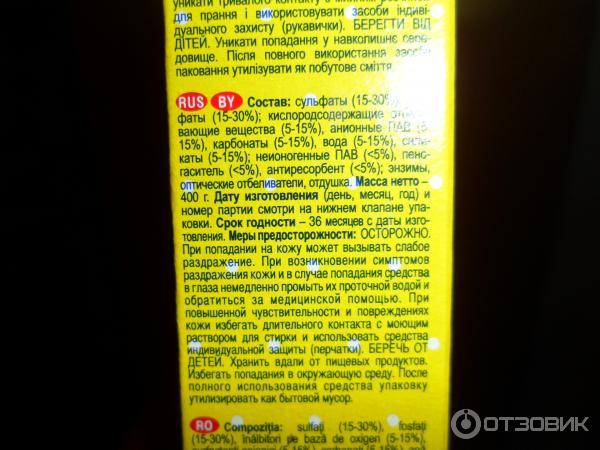 уникати тривалого контакту з миючим розчином
для прання і використовувати засоби індиві-
дуального захисту (рукавички). БЕРЕГТИ ВІД
ДІТЕЙ. Уникати попадання у навколишнє сере-
довище. Після повного використання засобу
паковання утилізувати як побутове сміття.
RUS BY Состав: сульфаты (15-30%), фос-
фаты (15-30%); кислородсодержащие отбели-
вающие вещества (5-15%), анионные ПАВ (5-
15%), карбонаты (5-15%), вода (5-15%), сили-
каты (5-15%); неионогенные ПАВ (<5%), пено-
гаситель (<5%), антиресорбент (<5%); энзимы,
оптические отбеливатели, отдушка. Масса нетто –
400 г. Дату изготовления (день, месяц, год) и
номер партии смотри на нижнем клапане упа-
ковки. Срок годности – 36 месяцев с даты изго-
товления. Меры предосторожности: ОСТОРОЖНО.
При попадании на кожу может вызывать слабое
раздражение. При возникновении симптомов
раздражения кожи и в случае попадания средства
в глаза немедленно промыть их проточной водой и
обратиться за медицинской помощью. При
повышенной чувствительности и повреждениях
кожи избегать длительного контакта с моющим
раствором для стирки и использовать средства
индивидуальной защиты (перчатки). БЕРЕЧЬ ОТ
ДЕТЕЙ. Хранить вдали от пищевых продуктов.
Избегать попадания в окружающую среду. После
полного использования средства упаковку
утилизировать как бытовой мусор.
RO Compoziția: sulfați (15-30%), fosfați
(15-30%), înălbitori pe bază de oxigen (5-15%),
ОТЗОВИК